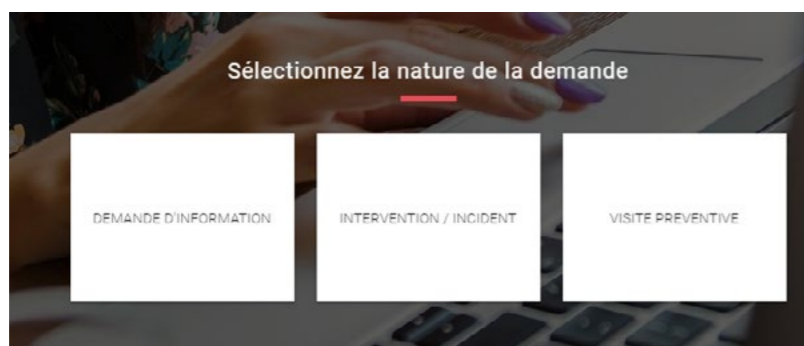 Sélectionnez la nature de la demande
DEMANDE D'INFORMATION
INTERVENTION / INCIDENT
VISITE PREVENTIVE